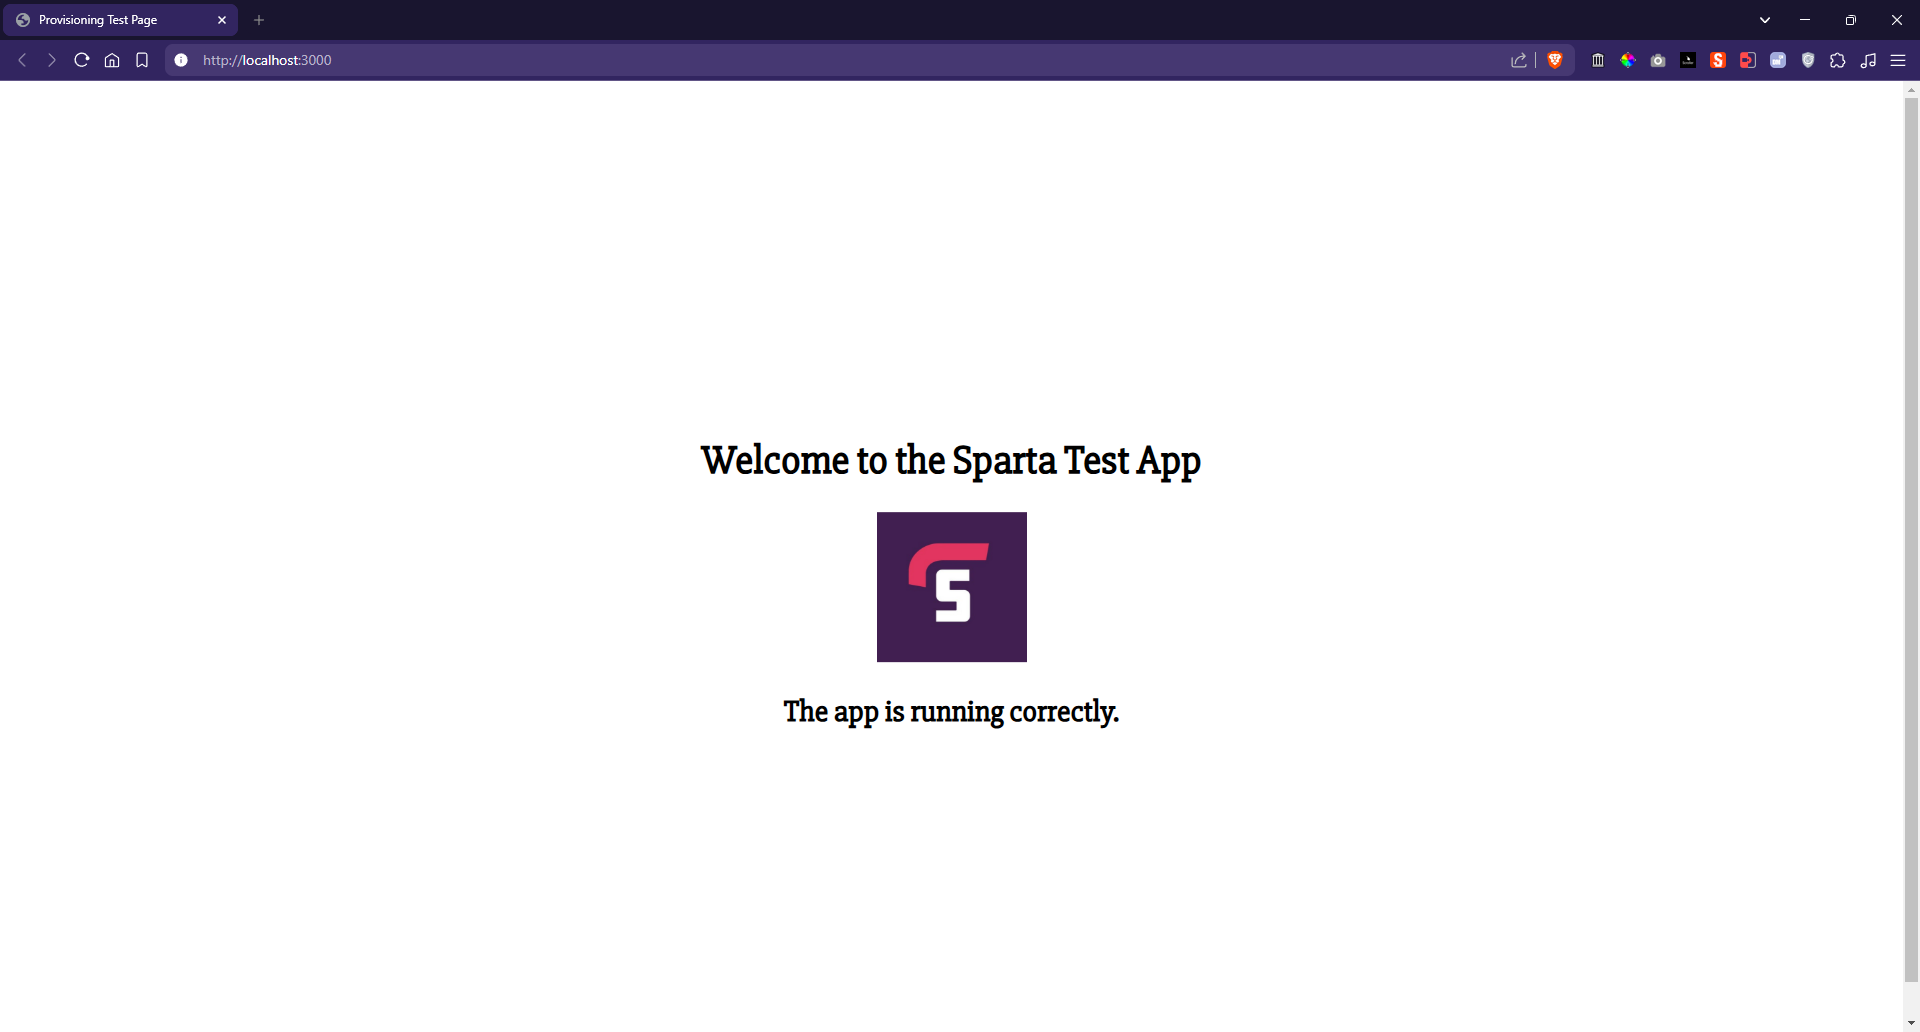 Provisioning Test Page
http://localhost:3000
Welcome to the Sparta Test App
S
The app is running correctly.